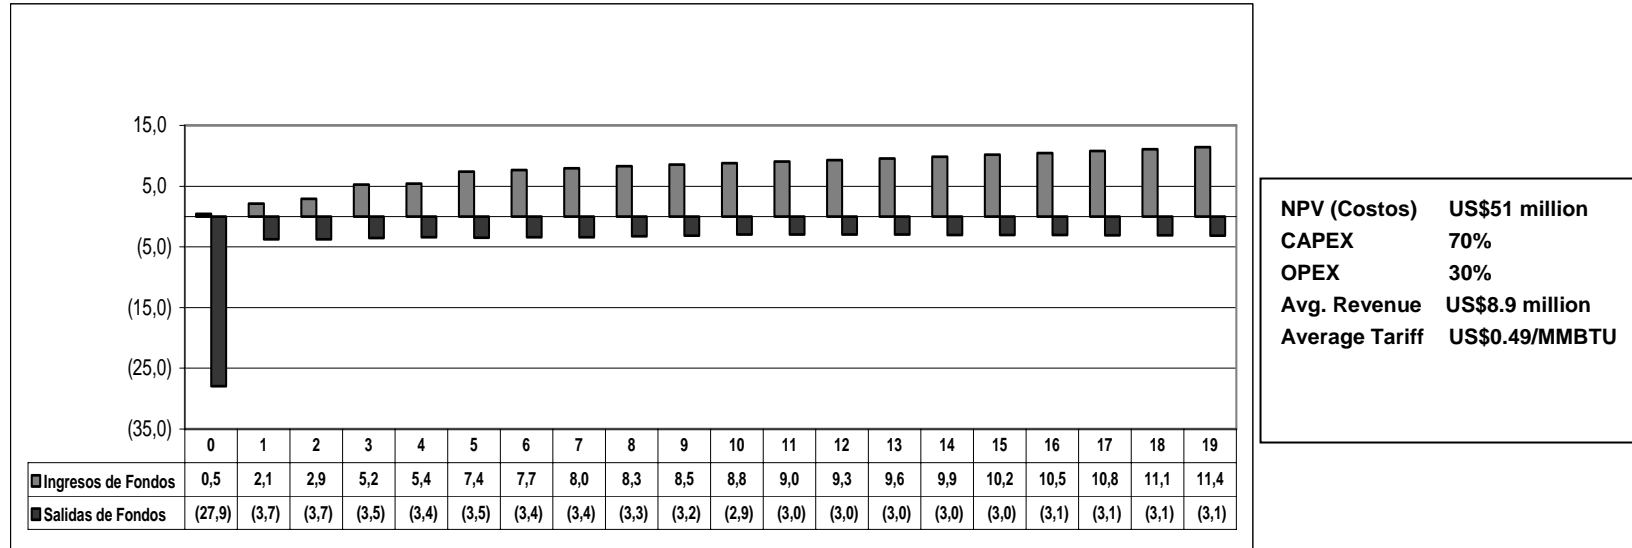 15,0
5,0
(5,0)
(15,0)
(25,0)
(35,0)
0 1 2 3 4 5 6 7 8 9 10 11 12 13 14 15 16 17 18 19
Ingresos de Fondos 0,5 2,1 2,9 5,2 5,4 7,4 7,7 8,0 8,3 8,5 8,8 9,0 9,3 9,6 9,9 10,2 10,5 10,8 11,1 11,4
Salidas de Fondos (27,9) (3,7) (3,7) (3,5) (3,4) (3,5) (3,4) (3,4) (3,3) (3,2) (2,9) (3,0) (3,0) (3,0) (3,0) (3,0) (3,1) (3,1) (3,1) (3,1)
NPV (Costos) US$51 million
CAPEX 70%
OPEX 30%
Avg. Revenue US$8.9 million
Average Tariff US$0.49/MMBTU